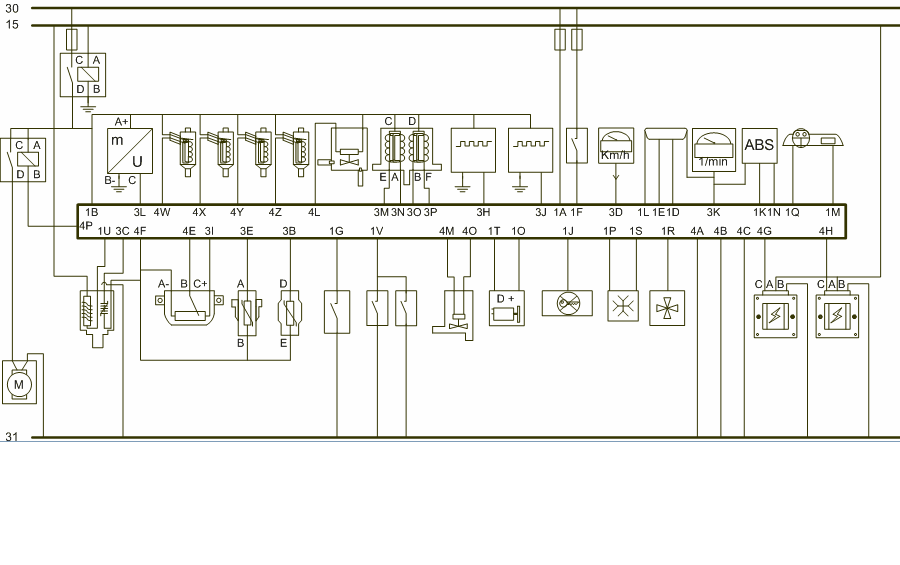 30
15
C A
D B
C A
D B
A+
m
U
B- C
C D
E A B F
Km/h
1/min
ABS
1B 3L 4W 4X 4Y 4Z 4L 3M 3N 3O 3P 3H 3J 1A 1F 3D 1L 1E 1D 3K 1K 1N 1Q 1M
4P
1U 3C 4F 4E 3I 3E 3B 1G 1V 4M 4O 1T 1O 1J 1P 1S 1R 4A 4B 4C 4G 4H
A- B C+
A
B
D
E
D +
C A B
C A B
M
31